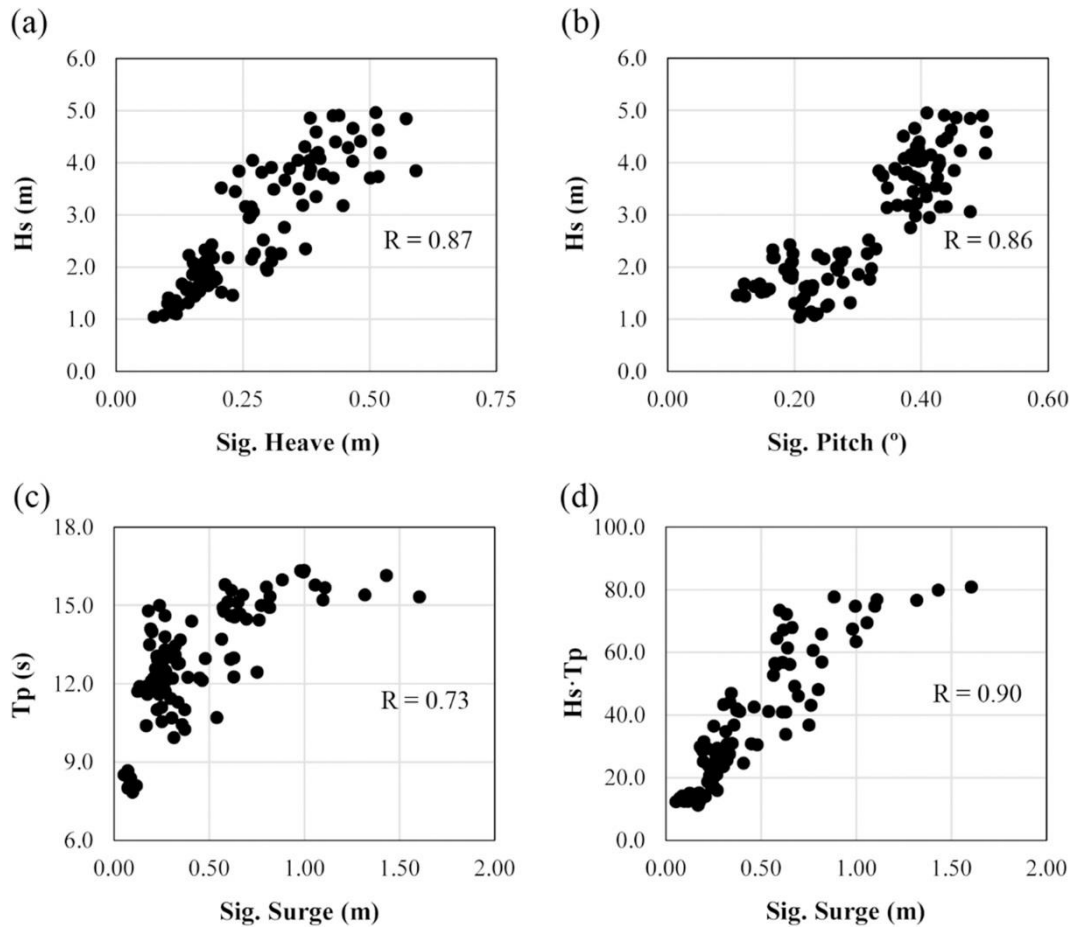 (a)
6.0
5.0
4.0
3.0
2.0
1.0
0.0
Hs (m)
R = 0.87
0.00 0.25 0.50 0.75
Sig. Heave (m)
(b)
6.0
5.0
4.0
3.0
2.0
1.0
0.0
Hs (m)
R = 0.86
0.00 0.20 0.40 0.60
Sig. Pitch (º)
(c)
18.0
15.0
12.0
9.0
6.0
Tp (s)
R = 0.73
0.00 0.50 1.00 1.50 2.00
Sig. Surge (m)
(d)
100.0
80.0
60.0
40.0
20.0
0.0
Hs·Tp
R = 0.90
0.00 0.50 1.00 1.50 2.00
Sig. Surge (m)